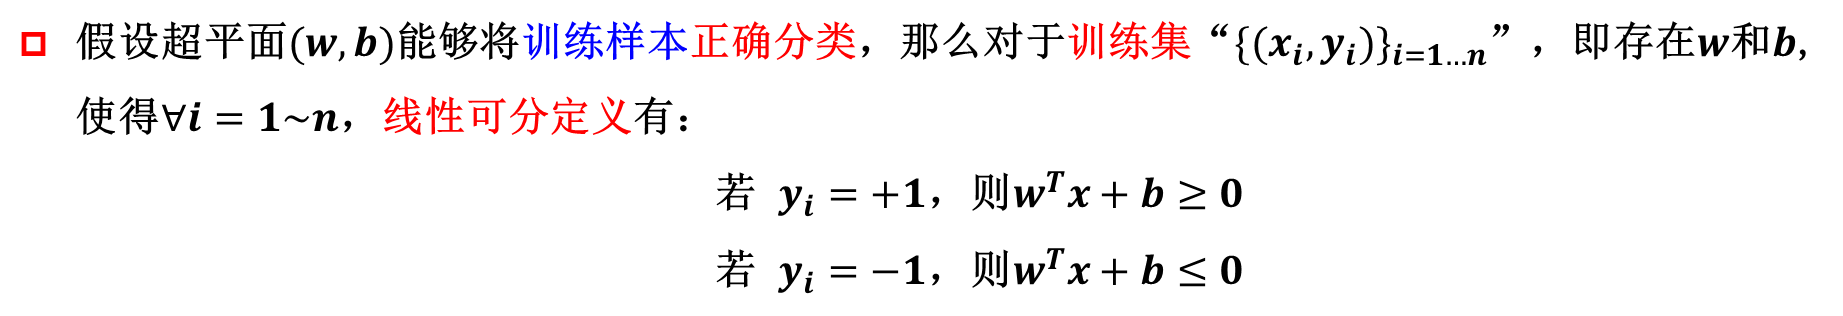 假设超平面(w, b)能够将训练样本正确分类，那么对于训练集“{(xᵢ, yᵢ)}ᵢ₌₁…ₙ”，即存在w和b,
使得∀i = 1~n，线性可分定义有：
若 yᵢ = +1，则wᵀx + b ≥ 0
若 yᵢ = −1，则wᵀx + b ≤ 0